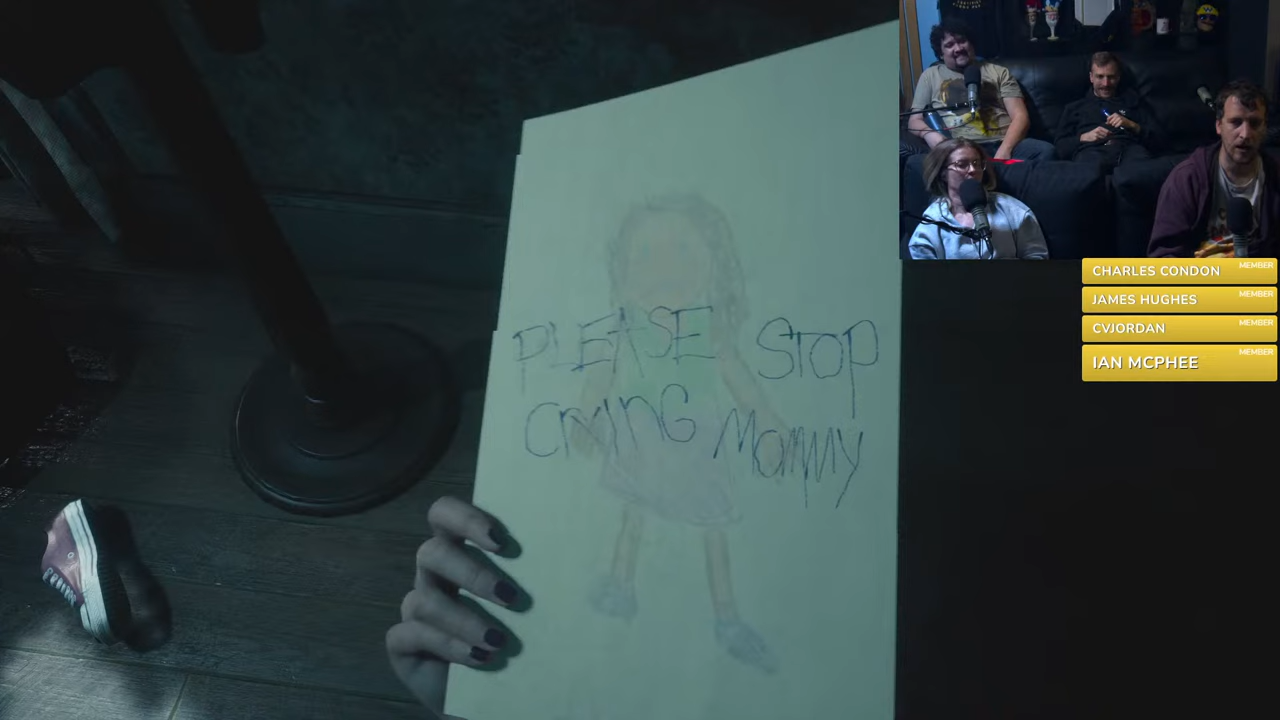 PLEASE STOP
CRYING MOMMY
CHARLES CONDON
MEMBER
JAMES HUGHES
MEMBER
CVJORDAN
MEMBER
IAN MCPHEE
MEMBER